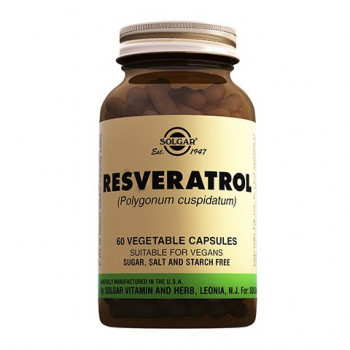 SOLGAR
Est. 1947
RESVERATROL
(Polygonum cuspidatum)
60 VEGETABLE CAPSULES
SUITABLE FOR VEGANS
SUGAR, SALT AND STARCH FREE
MANUFACTURED IN THE U.S.A.
SOLGAR VITAMIN AND HERB, LEONIA, N.J. FOR